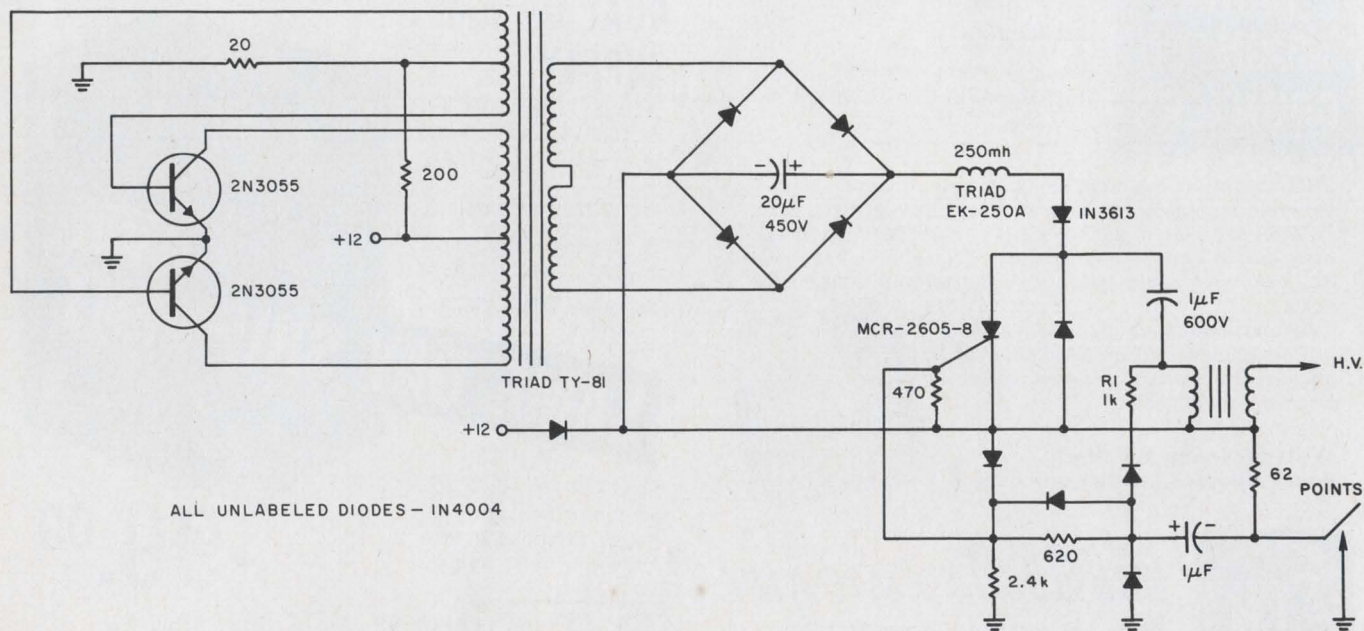 20
2N3055
200
+12
2N3055
TRIAD TY-81
+12
ALL UNLABELED DIODES – IN4004
- +
20µF
450V
250mh
TRIAD
EK-250A
IN3613
MCR-2605-8
470
1µF
600V
R1
1k
H.V.
62
POINTS
620
+ -
1µF
2.4k